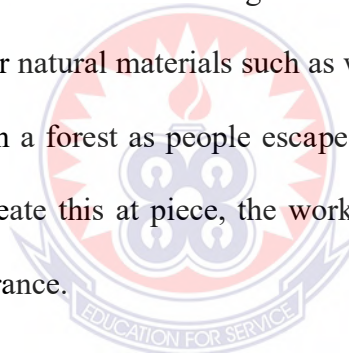 r natural materials such as
a forest as people escape
eate this at piece, the work
rance.
EDUCATION FOR SERVICE